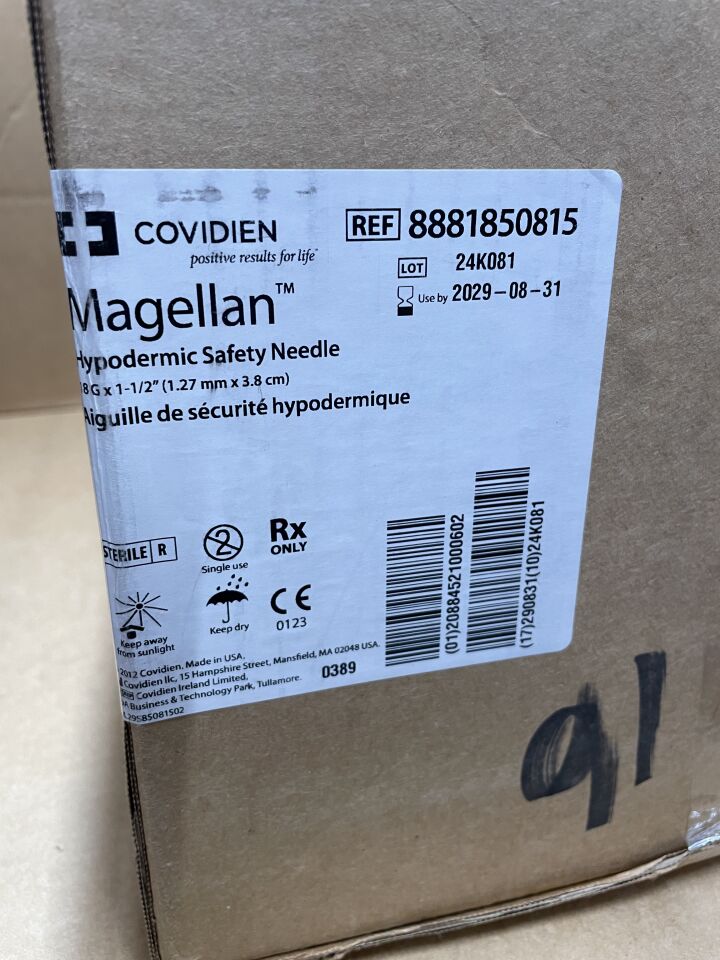 COVIDIEN
positive results for life™
REF 8881850815
LOT 24K081
Use by 2029-08-31
Magellan™
Hypodermic Safety Needle
18G x 1-1/2" (1.27 mm x 3.8 cm)
Aiguille de sécurité hypodermique
STERILE R
2
Single use
Rx
ONLY
Keep away
from sunlight
Keep dry
CE
0123
(01)20884521000602
(17)290831(10)24K081
2012 Covidien. Made in USA.
Covidien llc, 15 Hampshire Street, Mansfield, MA 02048 USA.
Covidien Ireland Limited,
Business & Technology Park, Tullamore.
0389
29585081502
91